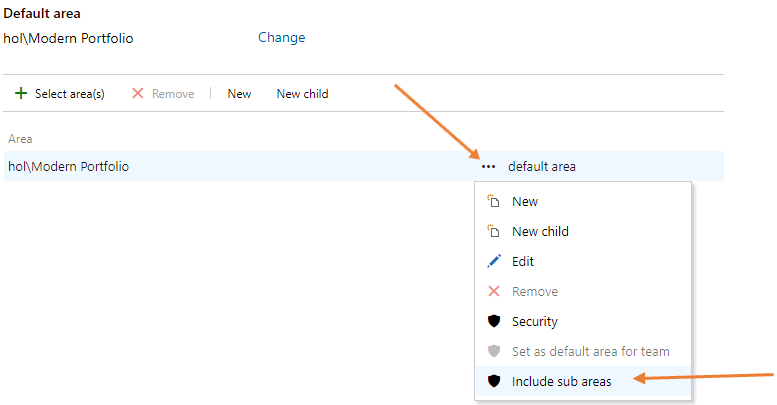 Default area
hol\Modern Portfolio Change
Select area(s) Remove New New child
Area
hol\Modern Portfolio ••• default area
New
New child
Edit
Remove
Security
Set as default area for team
Include sub areas